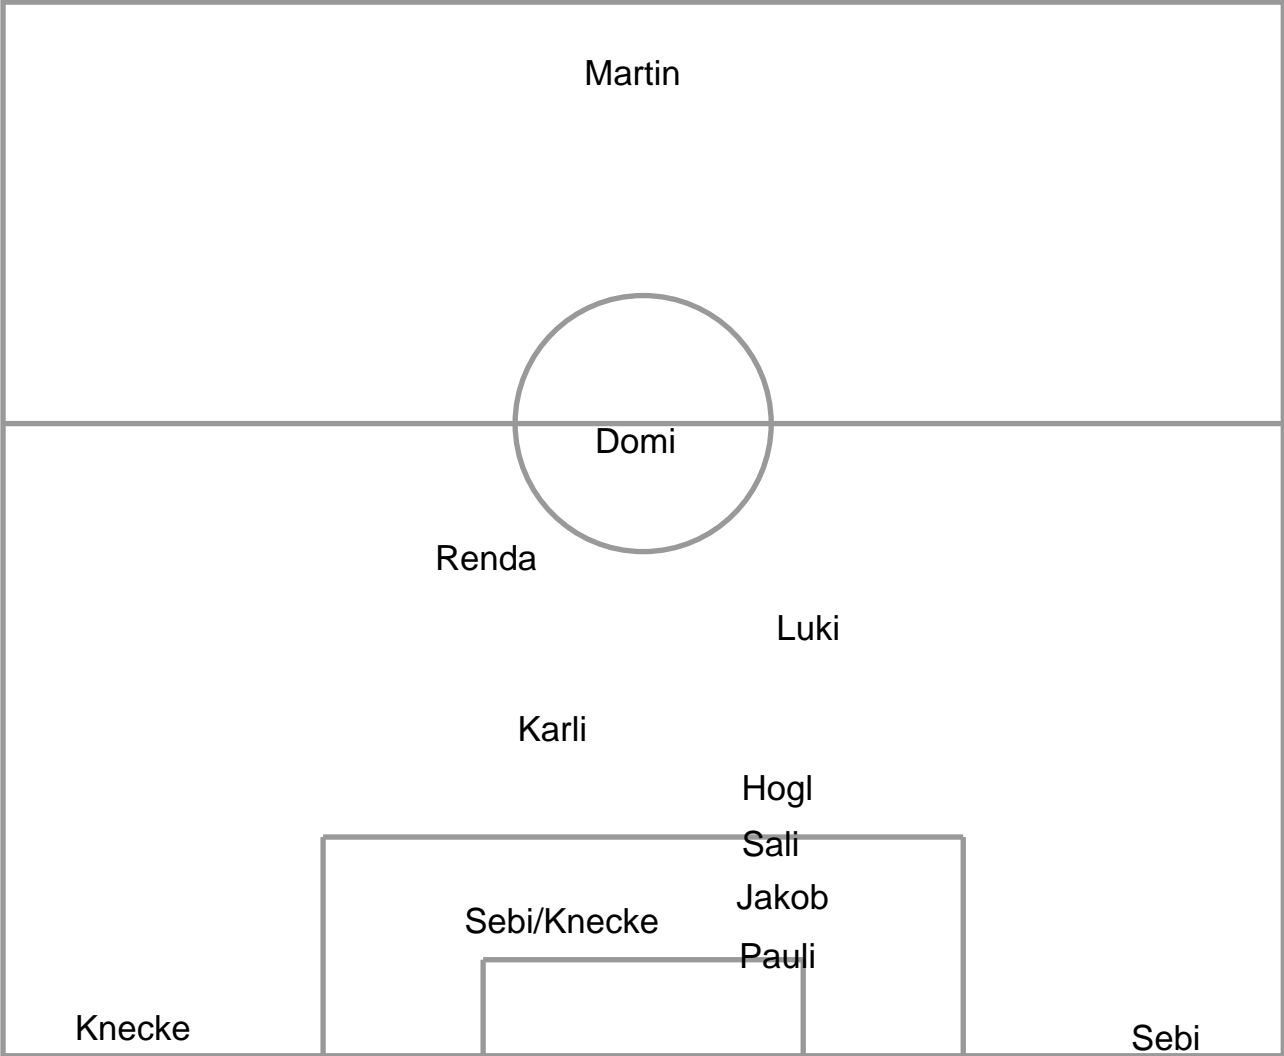 Martin
Domi
Renda
Luki
Karli
Hogl
Sali
Jakob
Sebi/Knecke
Pauli
Knecke
Sebi